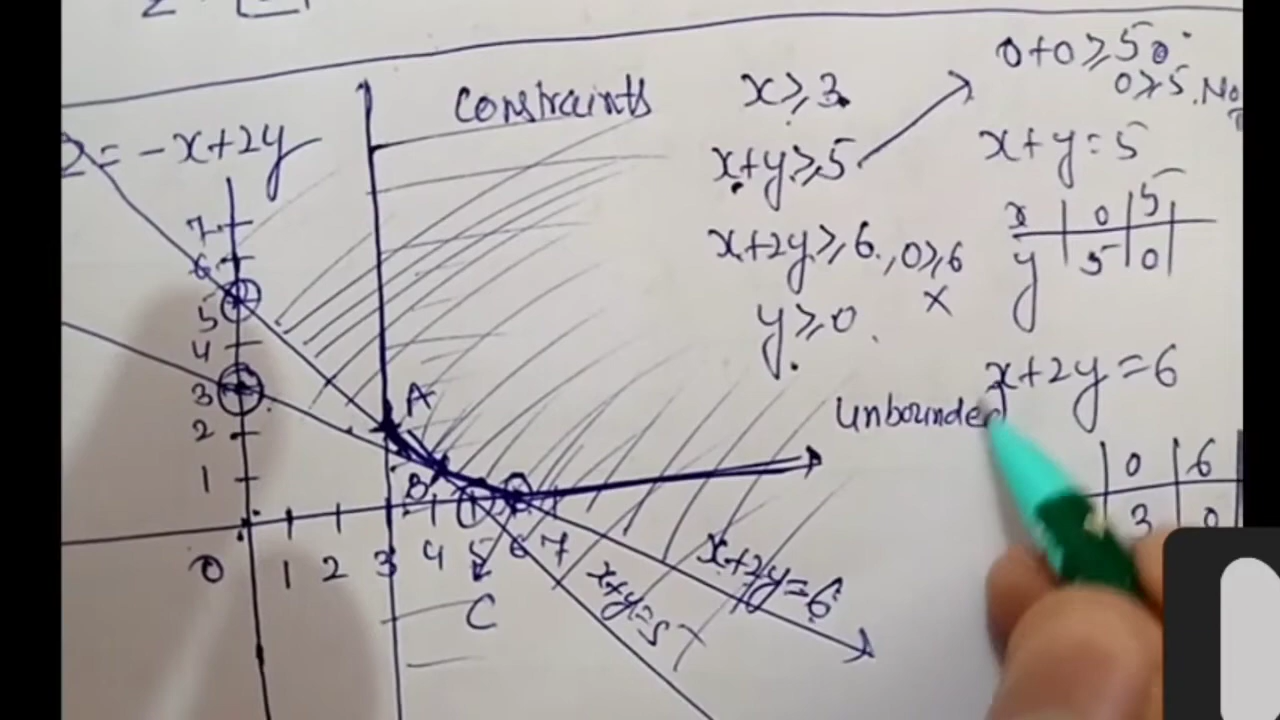 Constraints
x ≥ 3
x+y ≥ 5
x+2y ≥ 6, 0 ≥ 6
×
y ≥ 0
0+0 ≥ 5
0 ≥ 5. No
x+y = 5
x | 0 | 5
y | 5 | 0
x+2y = 6
0 | 6
3 | 0
Unbounded
Z = -x+2y
7
6
5
4
3
2
1
0 1 2 3 4 5 6 7
A
B
C
x+2y=6
x+y=5